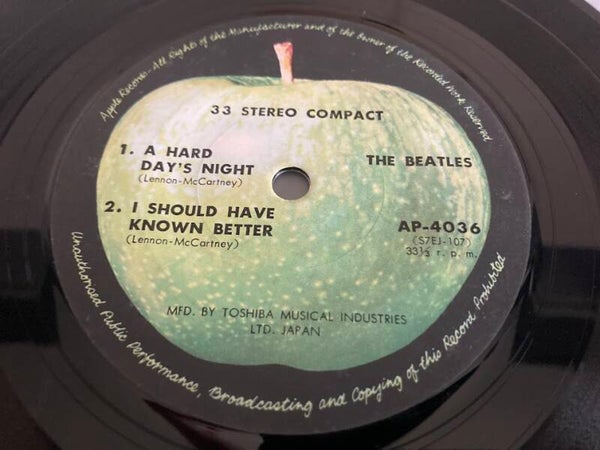 Apple Records-All Rights of the Manufacturer and of the Owner of the Recorded Work Reserved
33 STEREO COMPACT
1. A HARD
DAY'S NIGHT
(Lennon-McCartney)
THE BEATLES
2. I SHOULD HAVE
KNOWN BETTER
(Lennon-McCartney)
AP-4036
(S7EJ-107)
33⅓ r. p. m.
MFD. BY TOSHIBA MUSICAL INDUSTRIES
LTD. JAPAN
Unauthorised Public Performance, Broadcasting and Copying of this Record Prohibited